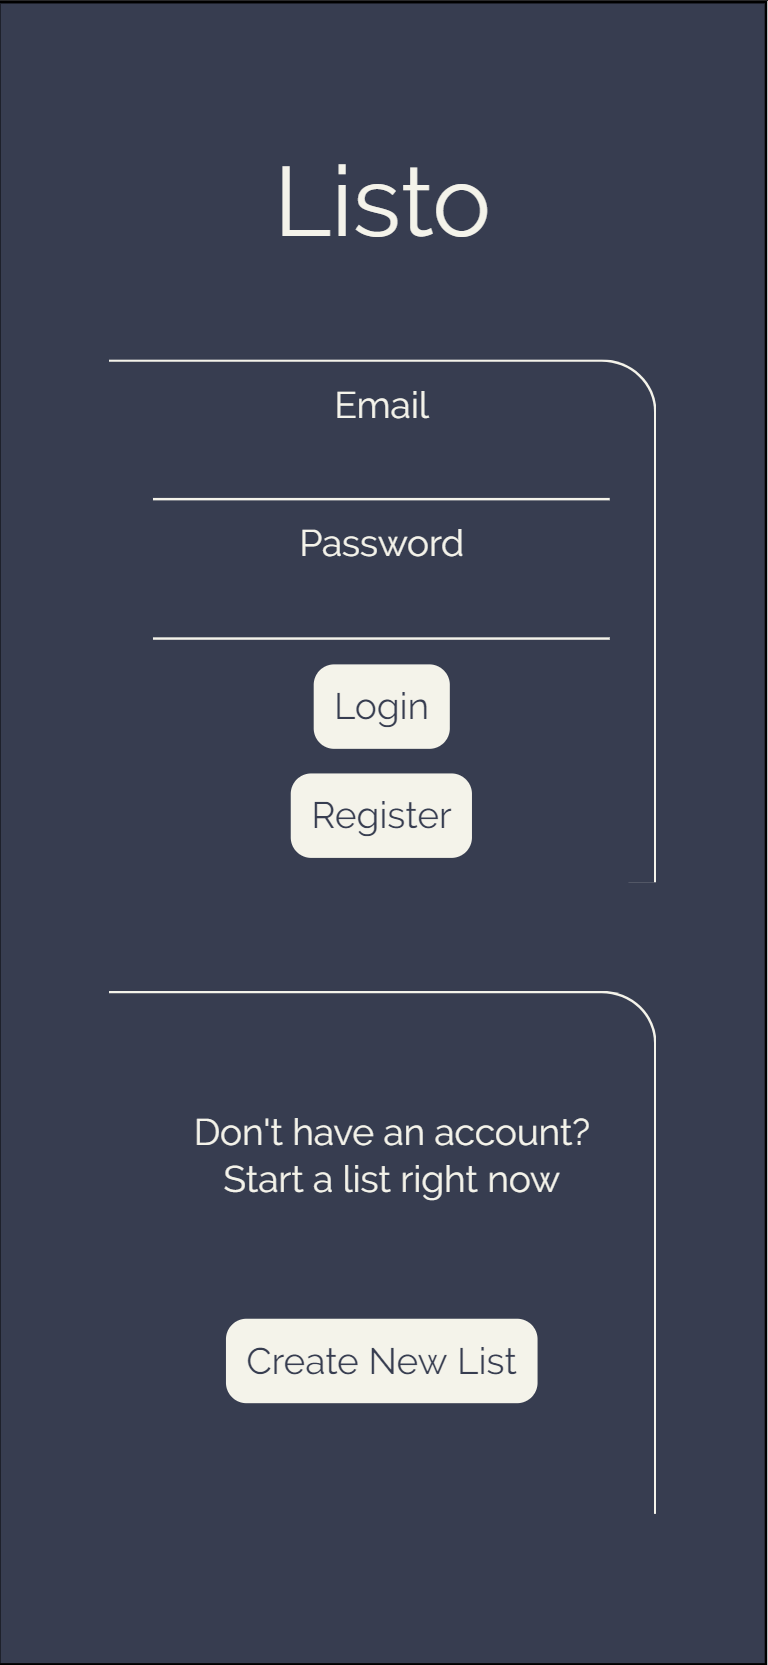 Listo
Email
Password
Login
Register
Don't have an account?
Start a list right now
Create New List